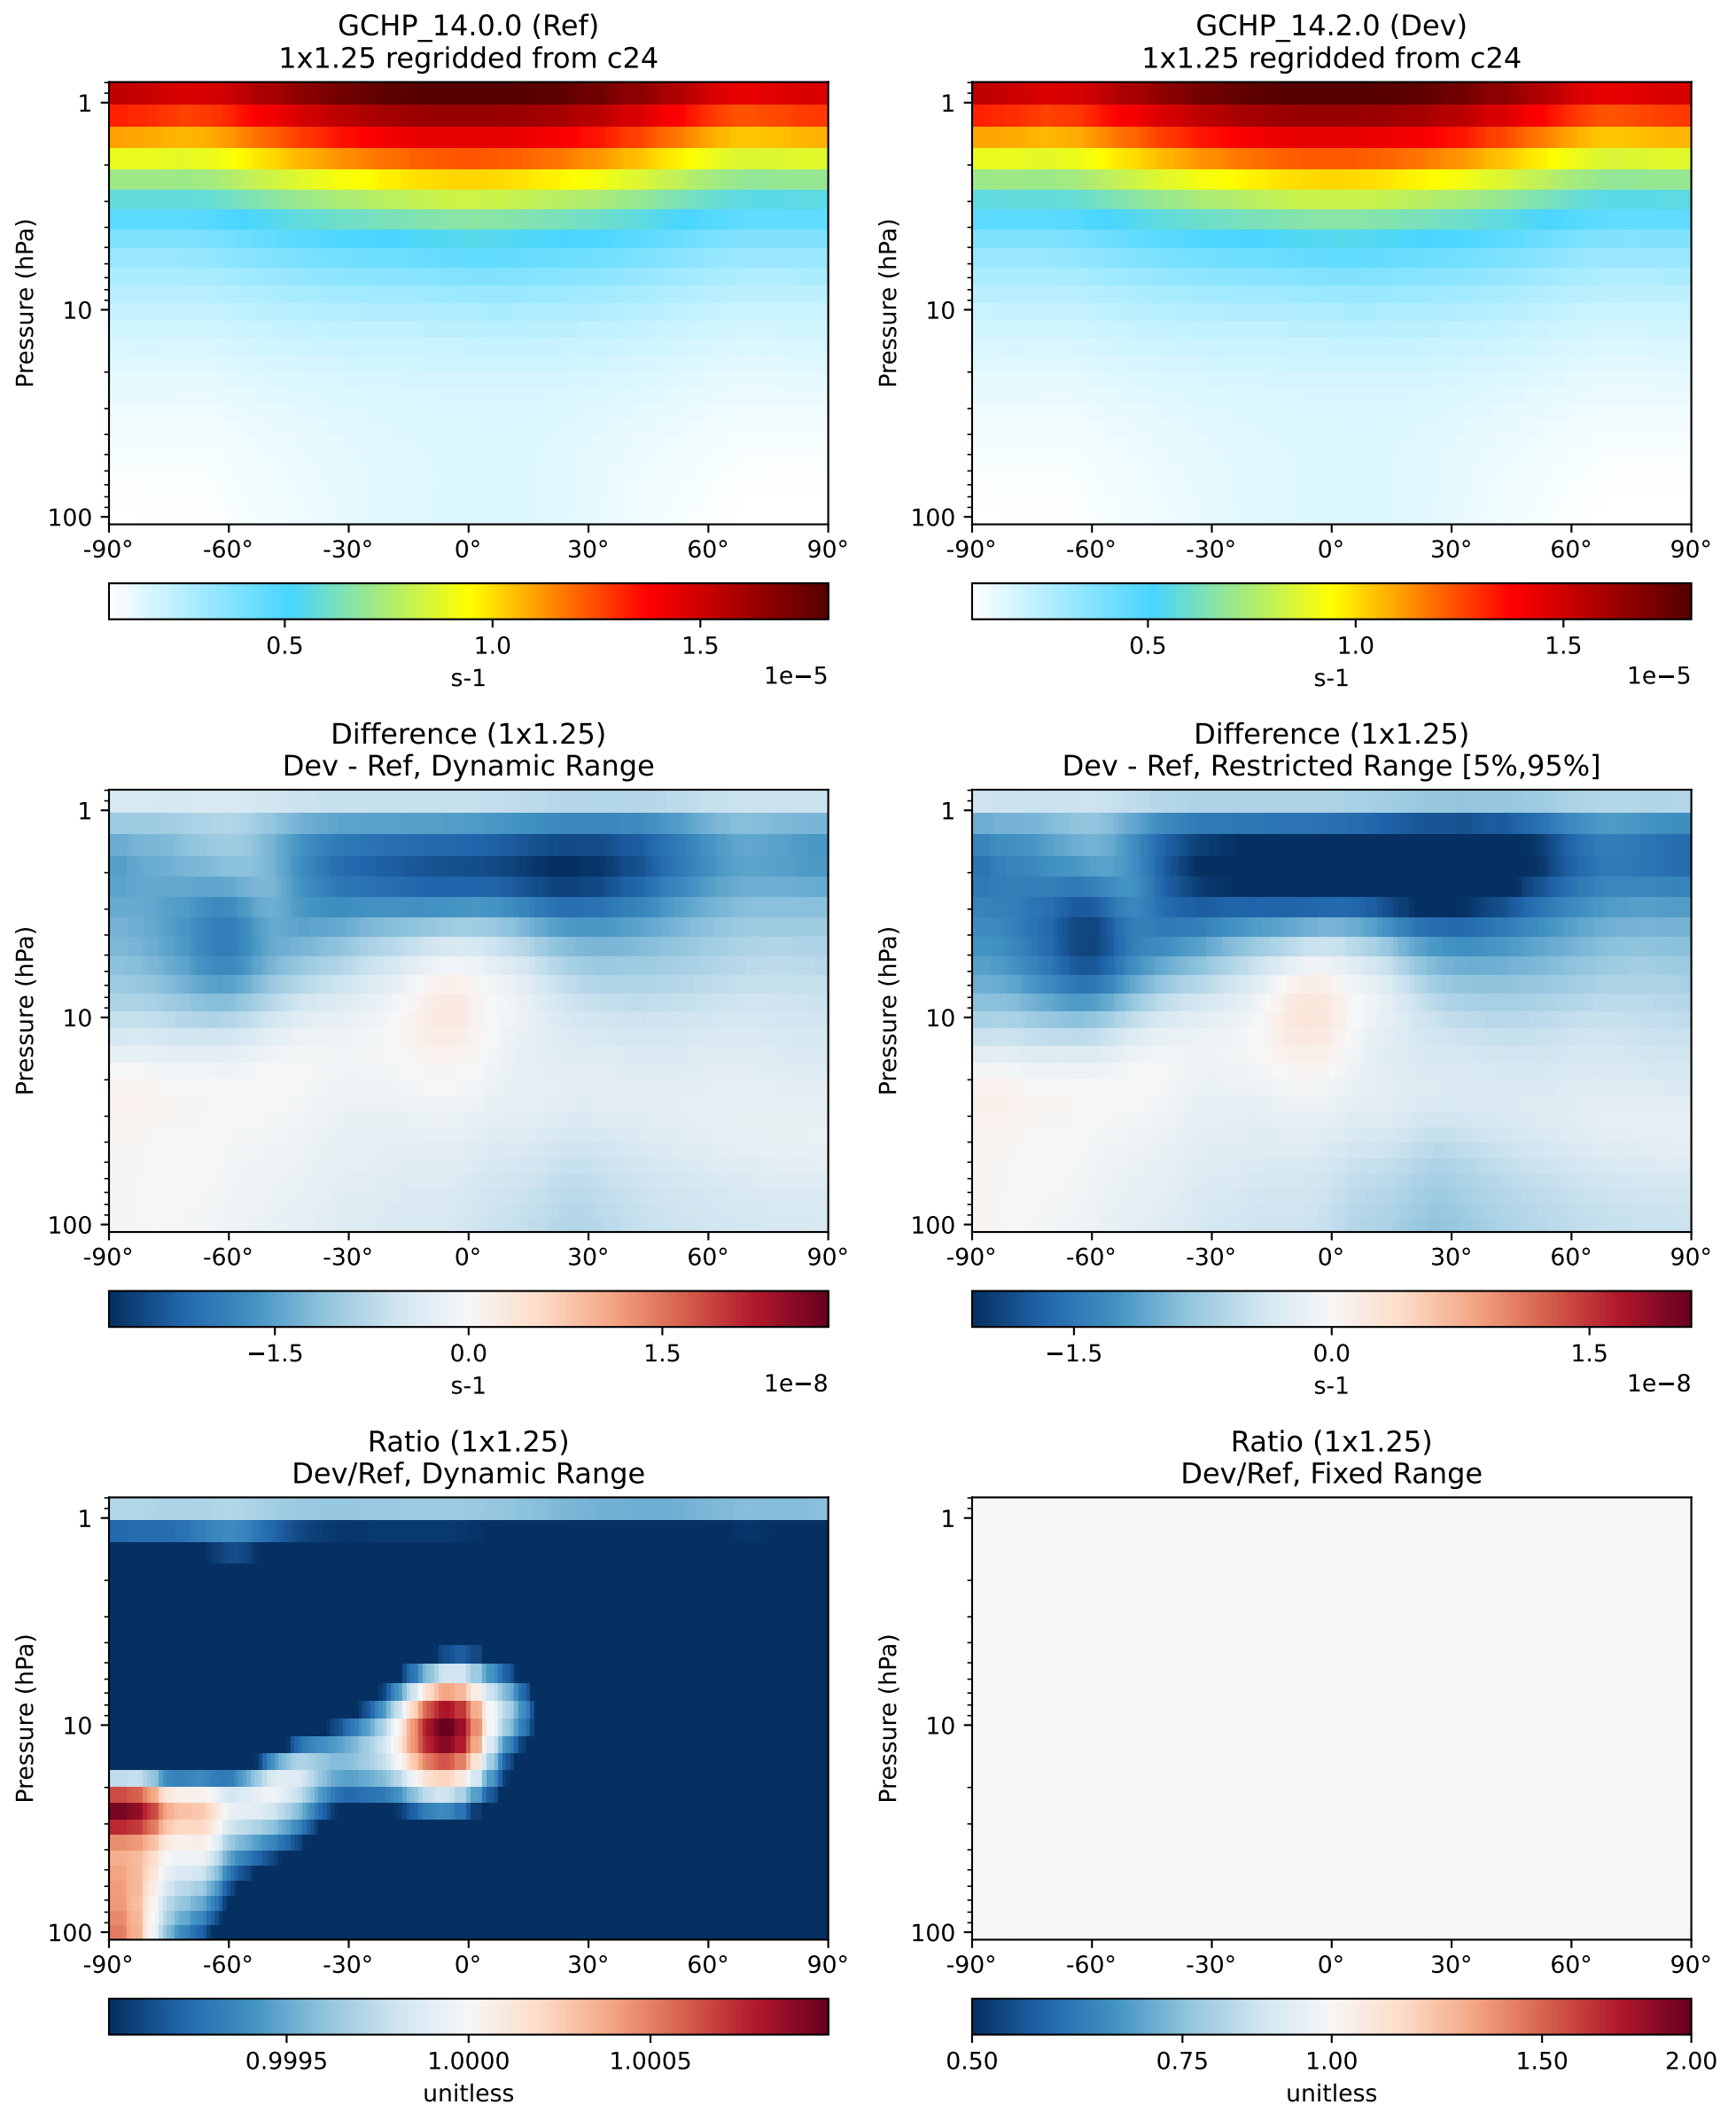 GCHP_14.0.0 (Ref)
1x1.25 regridded from c24
Pressure (hPa)
1
10
100
-90° -60° -30° 0° 30° 60° 90°
0.5 1.0 1.5
s-1
1e−5
GCHP_14.2.0 (Dev)
1x1.25 regridded from c24
Pressure (hPa)
1
10
100
-90° -60° -30° 0° 30° 60° 90°
0.5 1.0 1.5
s-1
1e−5
Difference (1x1.25)
Dev - Ref, Dynamic Range
Pressure (hPa)
1
10
100
-90° -60° -30° 0° 30° 60° 90°
−1.5 0.0 1.5
s-1
1e−8
Difference (1x1.25)
Dev - Ref, Restricted Range [5%,95%]
Pressure (hPa)
1
10
100
-90° -60° -30° 0° 30° 60° 90°
−1.5 0.0 1.5
s-1
1e−8
Ratio (1x1.25)
Dev/Ref, Dynamic Range
Pressure (hPa)
1
10
100
-90° -60° -30° 0° 30° 60° 90°
0.9995 1.0000 1.0005
unitless
Ratio (1x1.25)
Dev/Ref, Fixed Range
Pressure (hPa)
1
10
100
-90° -60° -30° 0° 30° 60° 90°
0.50 0.75 1.00 1.50 2.00
unitless